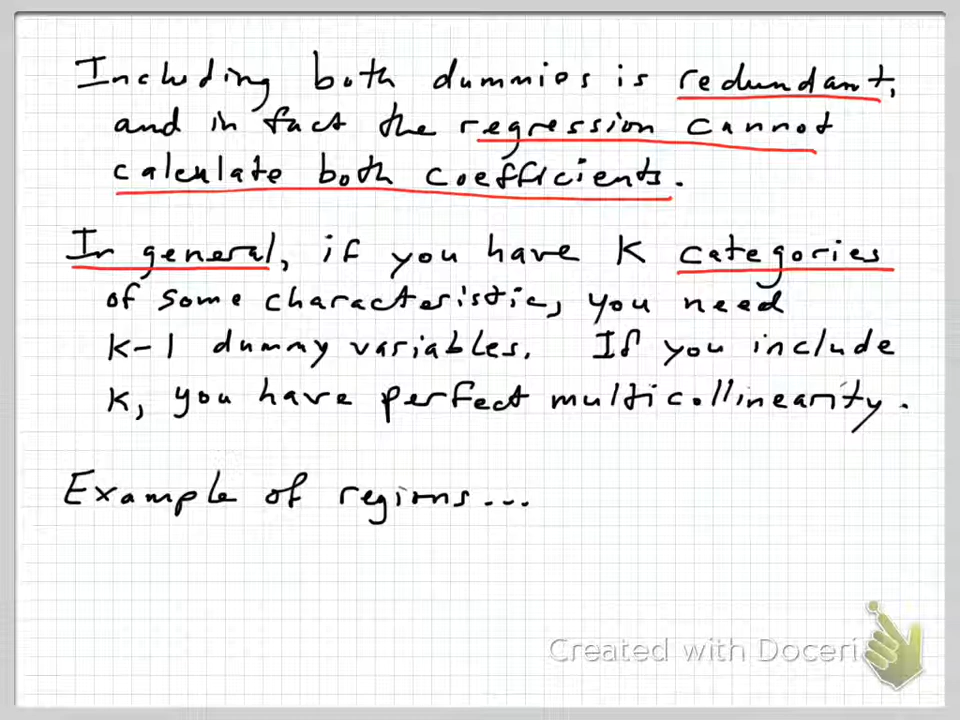 Including both dummies is redundant,
and in fact the regression cannot
calculate both coefficients.
In general, if you have K categories
of some characteristic, you need
K-1 dummy variables. If you include
K, you have perfect multicollinearity.
Example of regions...
Created with Doceri